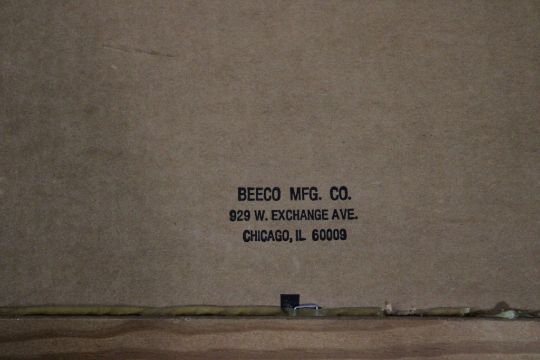 BEECO MFG. CO.
929 W. EXCHANGE AVE.
CHICAGO, IL 60009